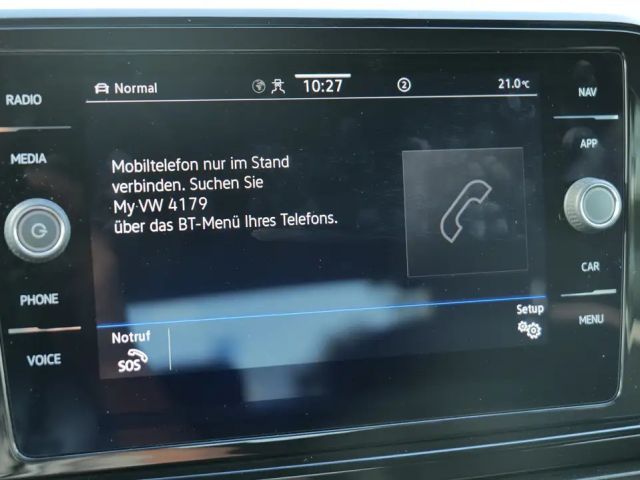 RADIO
MEDIA
PHONE
VOICE
Normal
10:27
2
21.0°C
Mobiltelefon nur im Stand
verbinden. Suchen Sie
My VW 4179
über das BT-Menü Ihres Telefons.
Notruf
SOS
Setup
NAV
APP
CAR
MENU